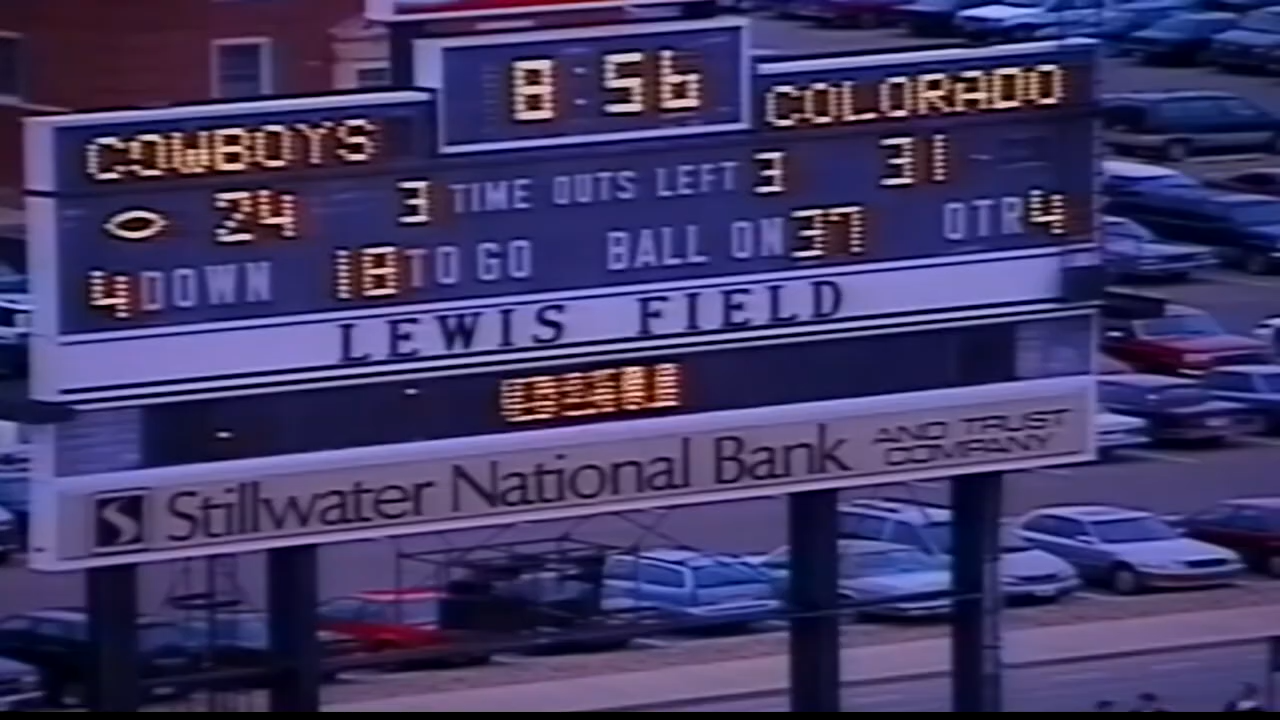 8:56
COWBOYS COLORADO
24 3 TIME OUTS LEFT 3 31
4 DOWN 18 TO GO BALL ON 37 QTR 4
LEWIS FIELD
Stillwater National Bank AND TRUST COMPANY